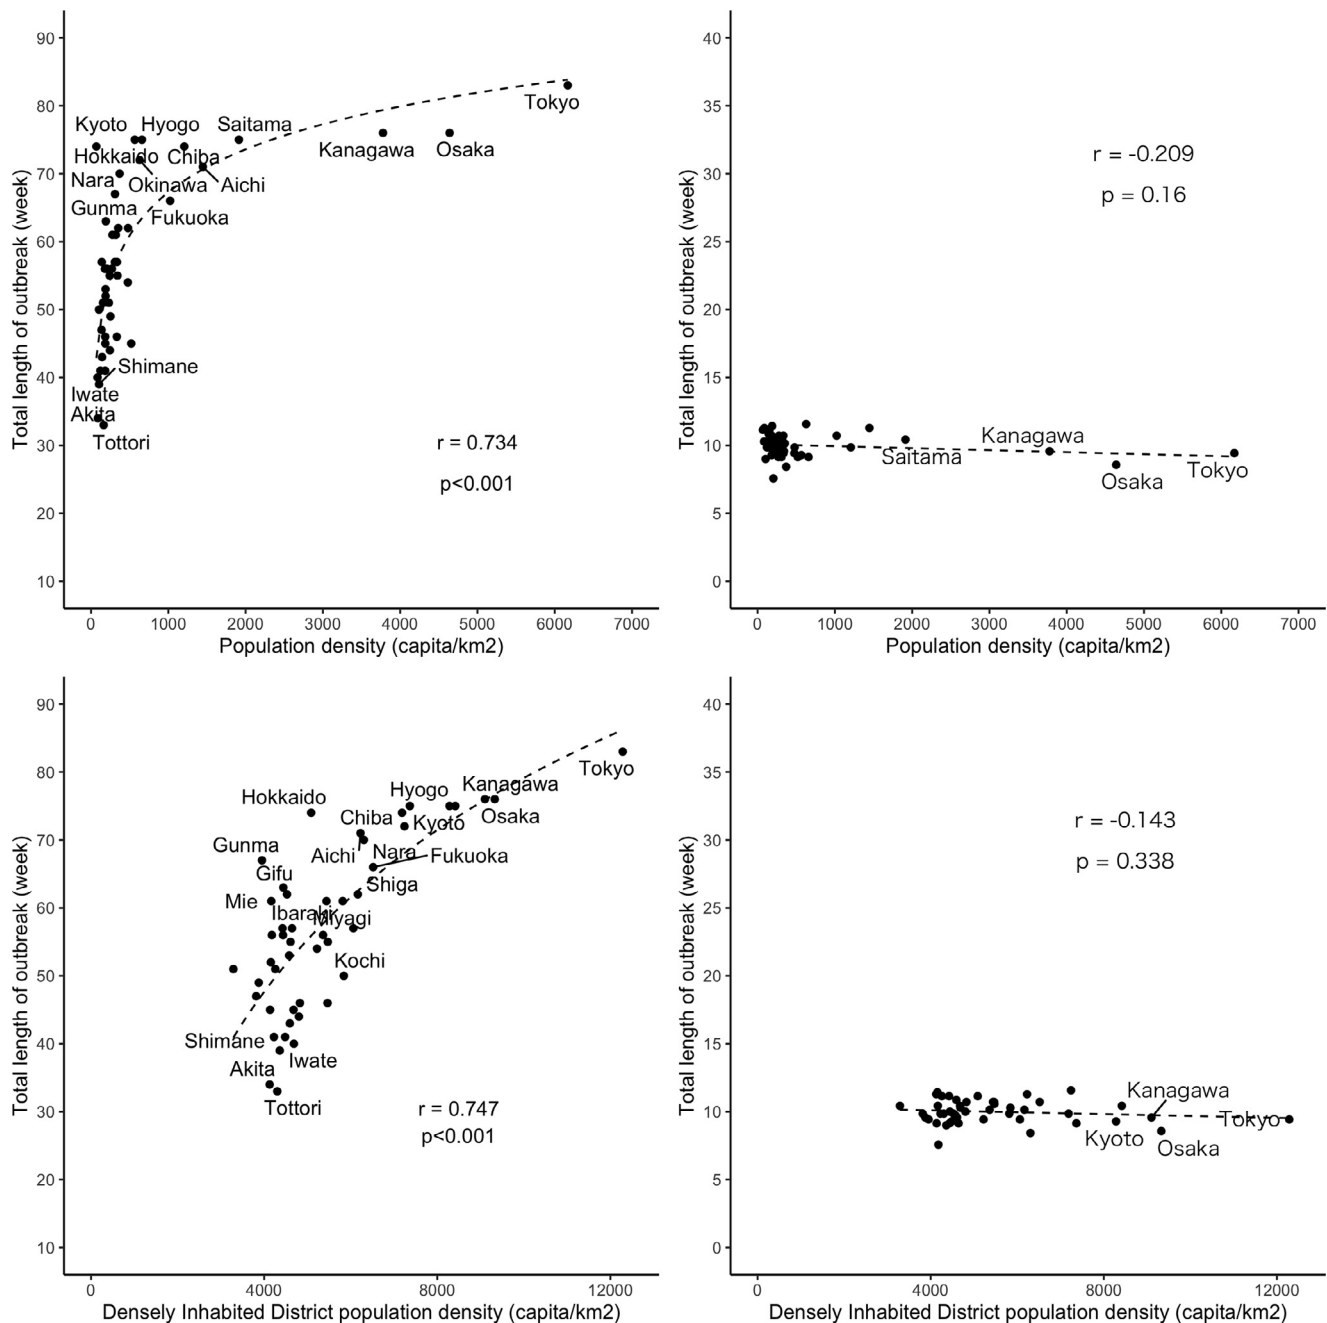 90
80
70
60
50
40
30
20
10
Total length of outbreak (week)
Kyoto Hyogo Saitama
Tokyo
Kanagawa Osaka
Hokkaido Chiba
Nara Okinawa Aichi
Gunma Fukuoka
Shimane
Iwate
Akita
Tottori
r = 0.734
p<0.001
0 1000 2000 3000 4000 5000 6000 7000
Population density (capita/km2)
40
35
30
25
20
15
10
5
0
Total length of outbreak (week)
r = -0.209
p = 0.16
Kanagawa
Saitama
Tokyo
Osaka
0 1000 2000 3000 4000 5000 6000 7000
Population density (capita/km2)
90
80
70
60
50
40
30
20
10
Total length of outbreak (week)
Tokyo
Hokkaido Hyogo Kanagawa
Chiba Kyoto Osaka
Gunma Aichi Nara Fukuoka
Gifu Shiga
Mie Ibaraki Miyagi
Kochi
Shimane
Akita Iwate
Tottori
r = 0.747
p<0.001
0 4000 8000 12000
Densely Inhabited District population density (capita/km2)
40
35
30
25
20
15
10
5
0
Total length of outbreak (week)
r = -0.143
p = 0.338
Kanagawa
Tokyo
Kyoto
Osaka
0 4000 8000 12000
Densely Inhabited District population density (capita/km2)